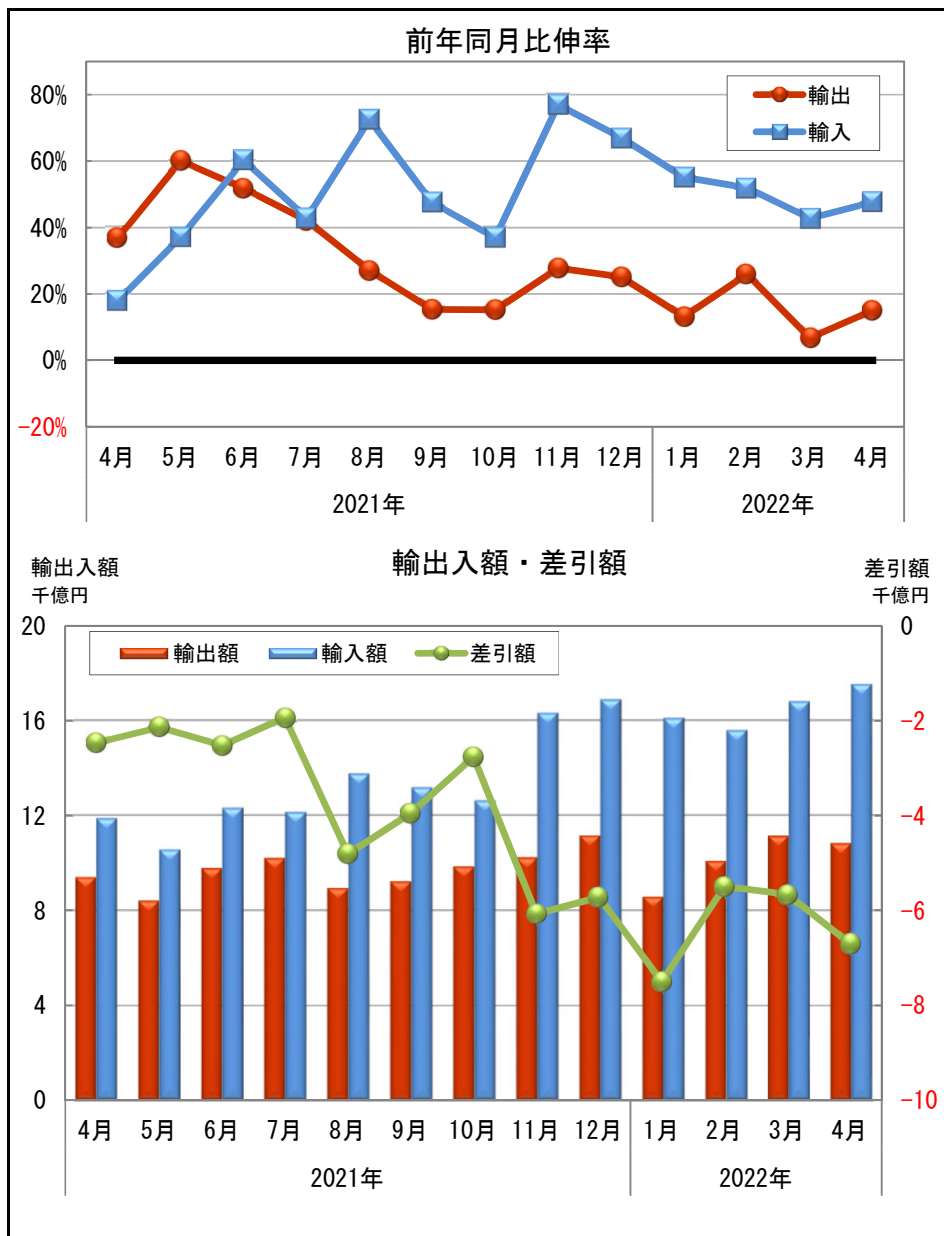 前年同月比伸率
輸出
輸入
80%
60%
40%
20%
0%
-20%
4月 5月 6月 7月 8月 9月 10月 11月 12月 1月 2月 3月 4月
2021年 2022年
輸出入額・差引額
輸出入額
千億円
差引額
千億円
輸出額 輸入額 差引額
20
16
12
8
4
0
0
-2
-4
-6
-8
-10
4月 5月 6月 7月 8月 9月 10月 11月 12月 1月 2月 3月 4月
2021年 2022年